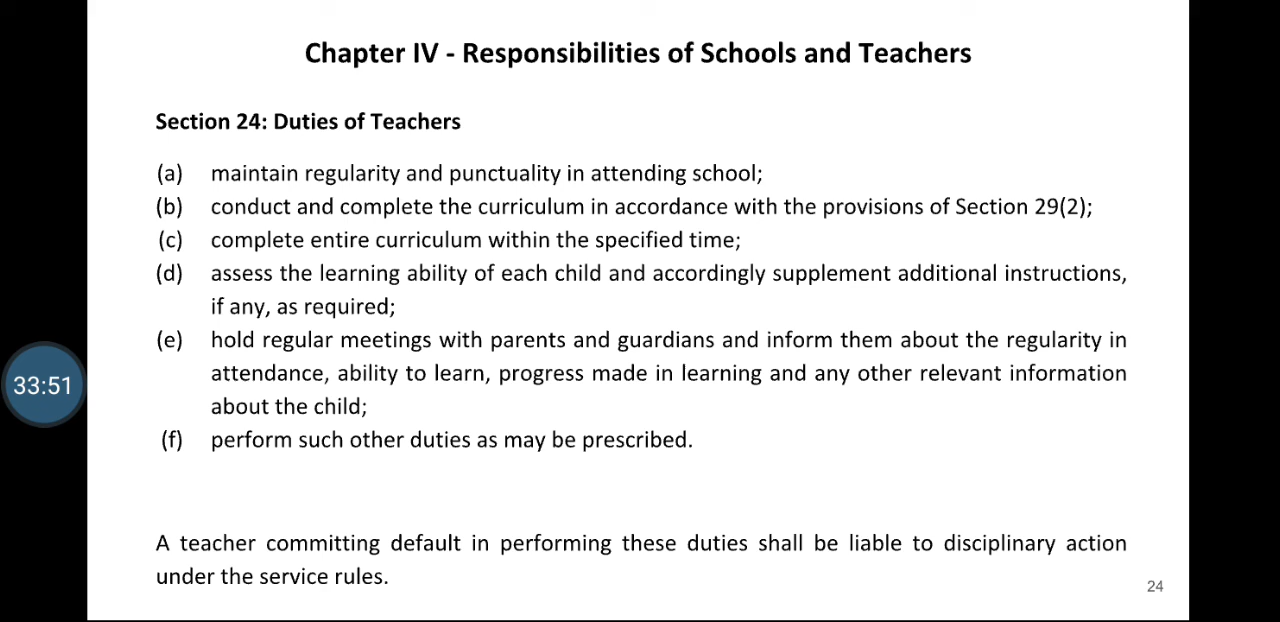 Chapter IV - Responsibilities of Schools and Teachers
Section 24: Duties of Teachers
(a) maintain regularity and punctuality in attending school;
(b) conduct and complete the curriculum in accordance with the provisions of Section 29(2);
(c) complete entire curriculum within the specified time;
(d) assess the learning ability of each child and accordingly supplement additional instructions,
if any, as required;
(e) hold regular meetings with parents and guardians and inform them about the regularity in
attendance, ability to learn, progress made in learning and any other relevant information
about the child;
(f) perform such other duties as may be prescribed.
33:51
A teacher committing default in performing these duties shall be liable to disciplinary action
under the service rules.
24